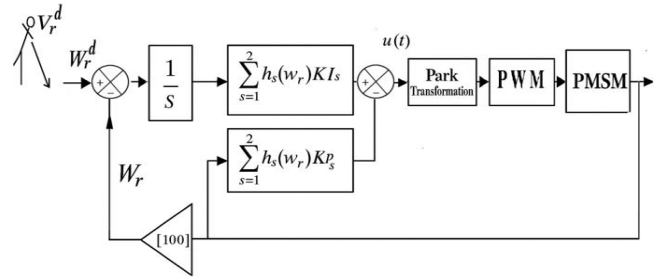 V_r^d
W_r^d
+
−
1/s
∑_{s=1}^{2} h_s(w_r)KI_s
u(t)
+
−
Park
Transformation
PWM
PMSM
∑_{s=1}^{2} h_s(w_r)Kp_s
W_r
[100]